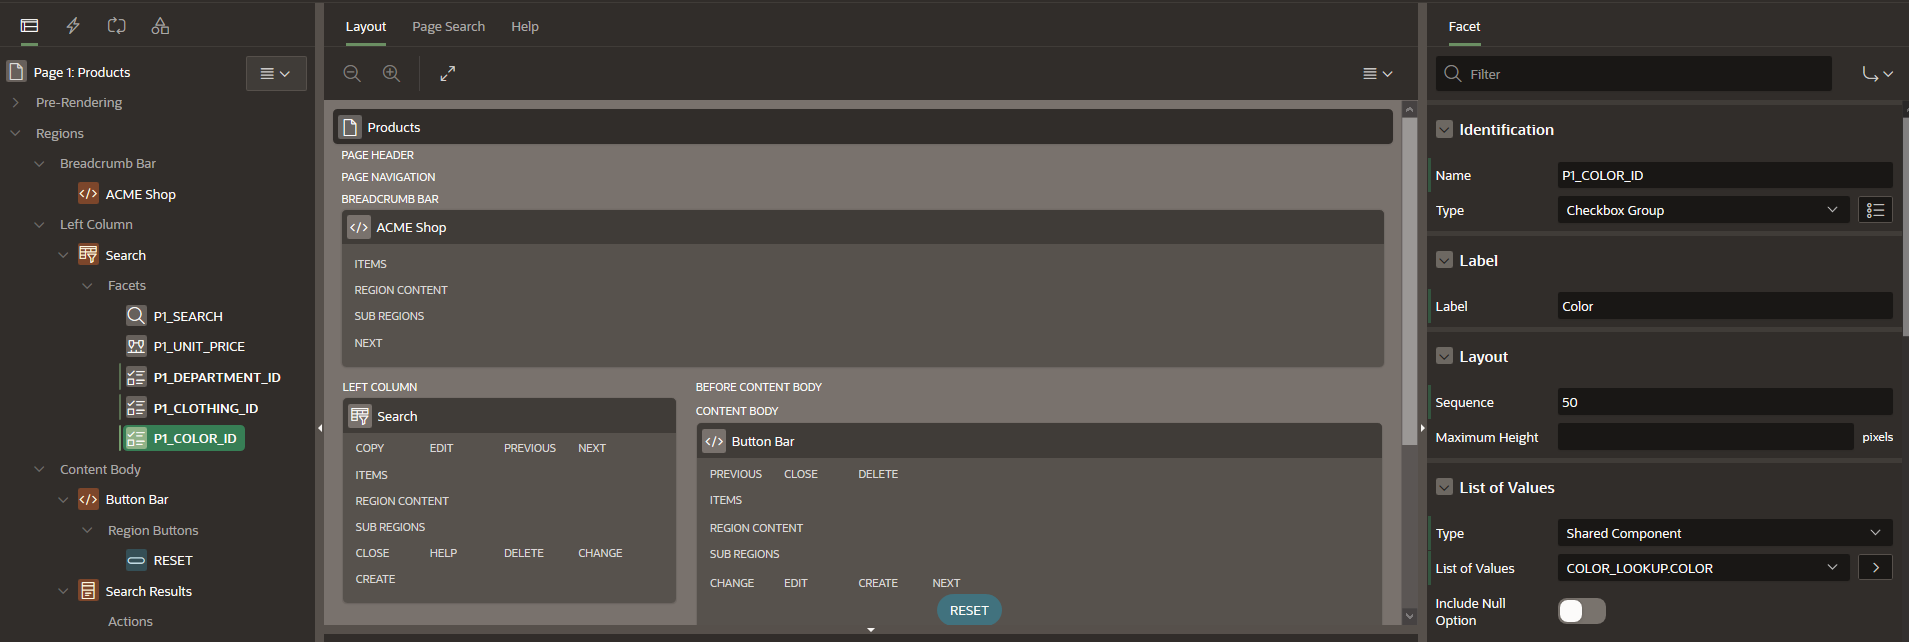 Page 1: Products
Pre-Rendering
Regions
Breadcrumb Bar
ACME Shop
Left Column
Search
Facets
P1_SEARCH
P1_UNIT_PRICE
P1_DEPARTMENT_ID
P1_CLOTHING_ID
P1_COLOR_ID
Content Body
Button Bar
Region Buttons
RESET
Search Results
Actions
Layout Page Search Help
Products
PAGE HEADER
PAGE NAVIGATION
BREADCRUMB BAR
ACME Shop
ITEMS
REGION CONTENT
SUB REGIONS
NEXT
LEFT COLUMN
Search
COPY EDIT PREVIOUS NEXT
ITEMS
REGION CONTENT
SUB REGIONS
CLOSE HELP DELETE CHANGE
CREATE
BEFORE CONTENT BODY
CONTENT BODY
Button Bar
PREVIOUS CLOSE DELETE
ITEMS
REGION CONTENT
SUB REGIONS
CHANGE EDIT CREATE NEXT
RESET
Facet
Filter
Identification
Name P1_COLOR_ID
Type Checkbox Group
Label
Label Color
Layout
Sequence 50
Maximum Height pixels
List of Values
Type Shared Component
List of Values COLOR_LOOKUP.COLOR
Include Null
Option